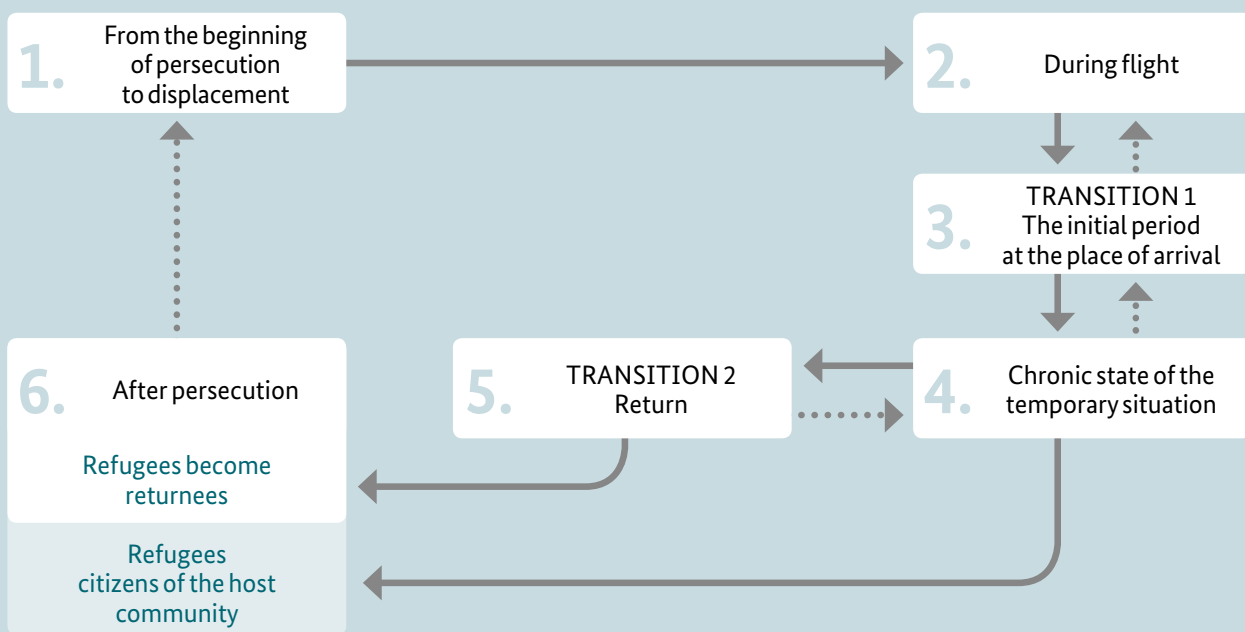 1.
From the beginning
of persecution
to displacement
2.
During flight
3.
TRANSITION 1
The initial period
at the place of arrival
4.
Chronic state of the
temporary situation
5.
TRANSITION 2
Return
6.
After persecution
Refugees become
returnees
Refugees
citizens of the host
community